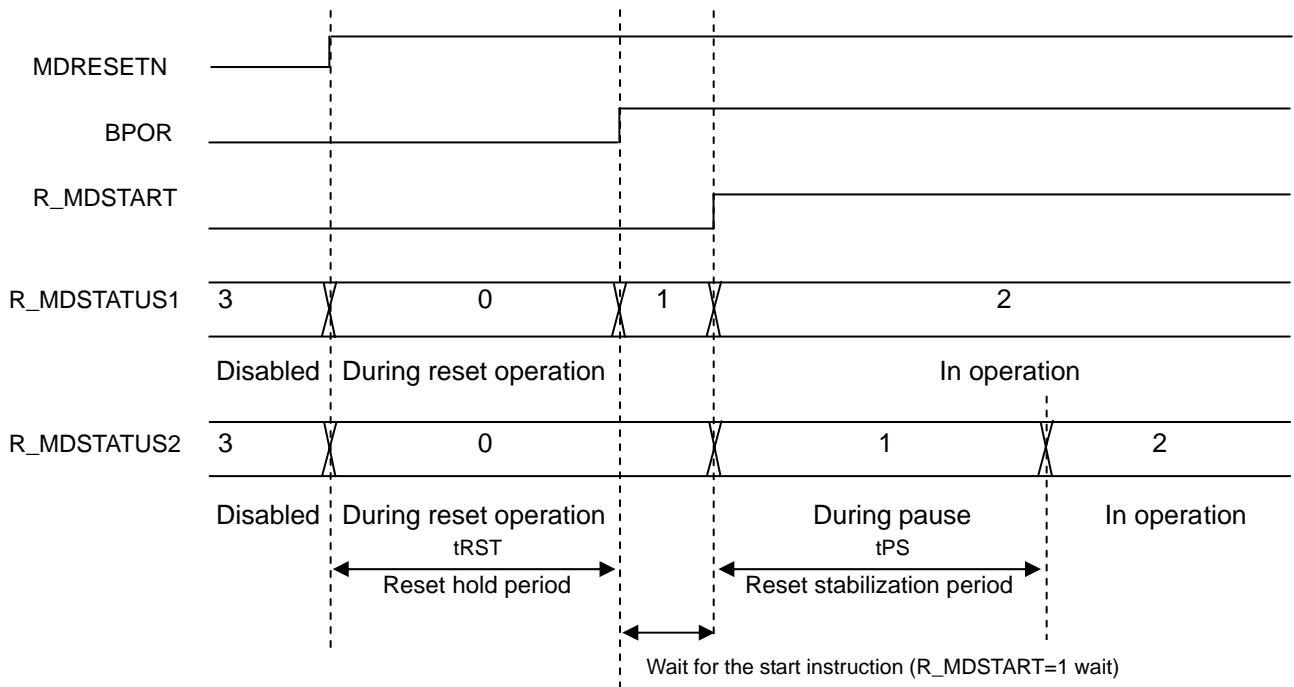 MDRESETN
BPOR
R_MDSTART
R_MDSTATUS1 3 0 1 2
Disabled During reset operation In operation
R_MDSTATUS2 3 0 1 2
Disabled During reset operation During pause In operation
tRST tPS
Reset hold period Reset stabilization period
Wait for the start instruction (R_MDSTART=1 wait)